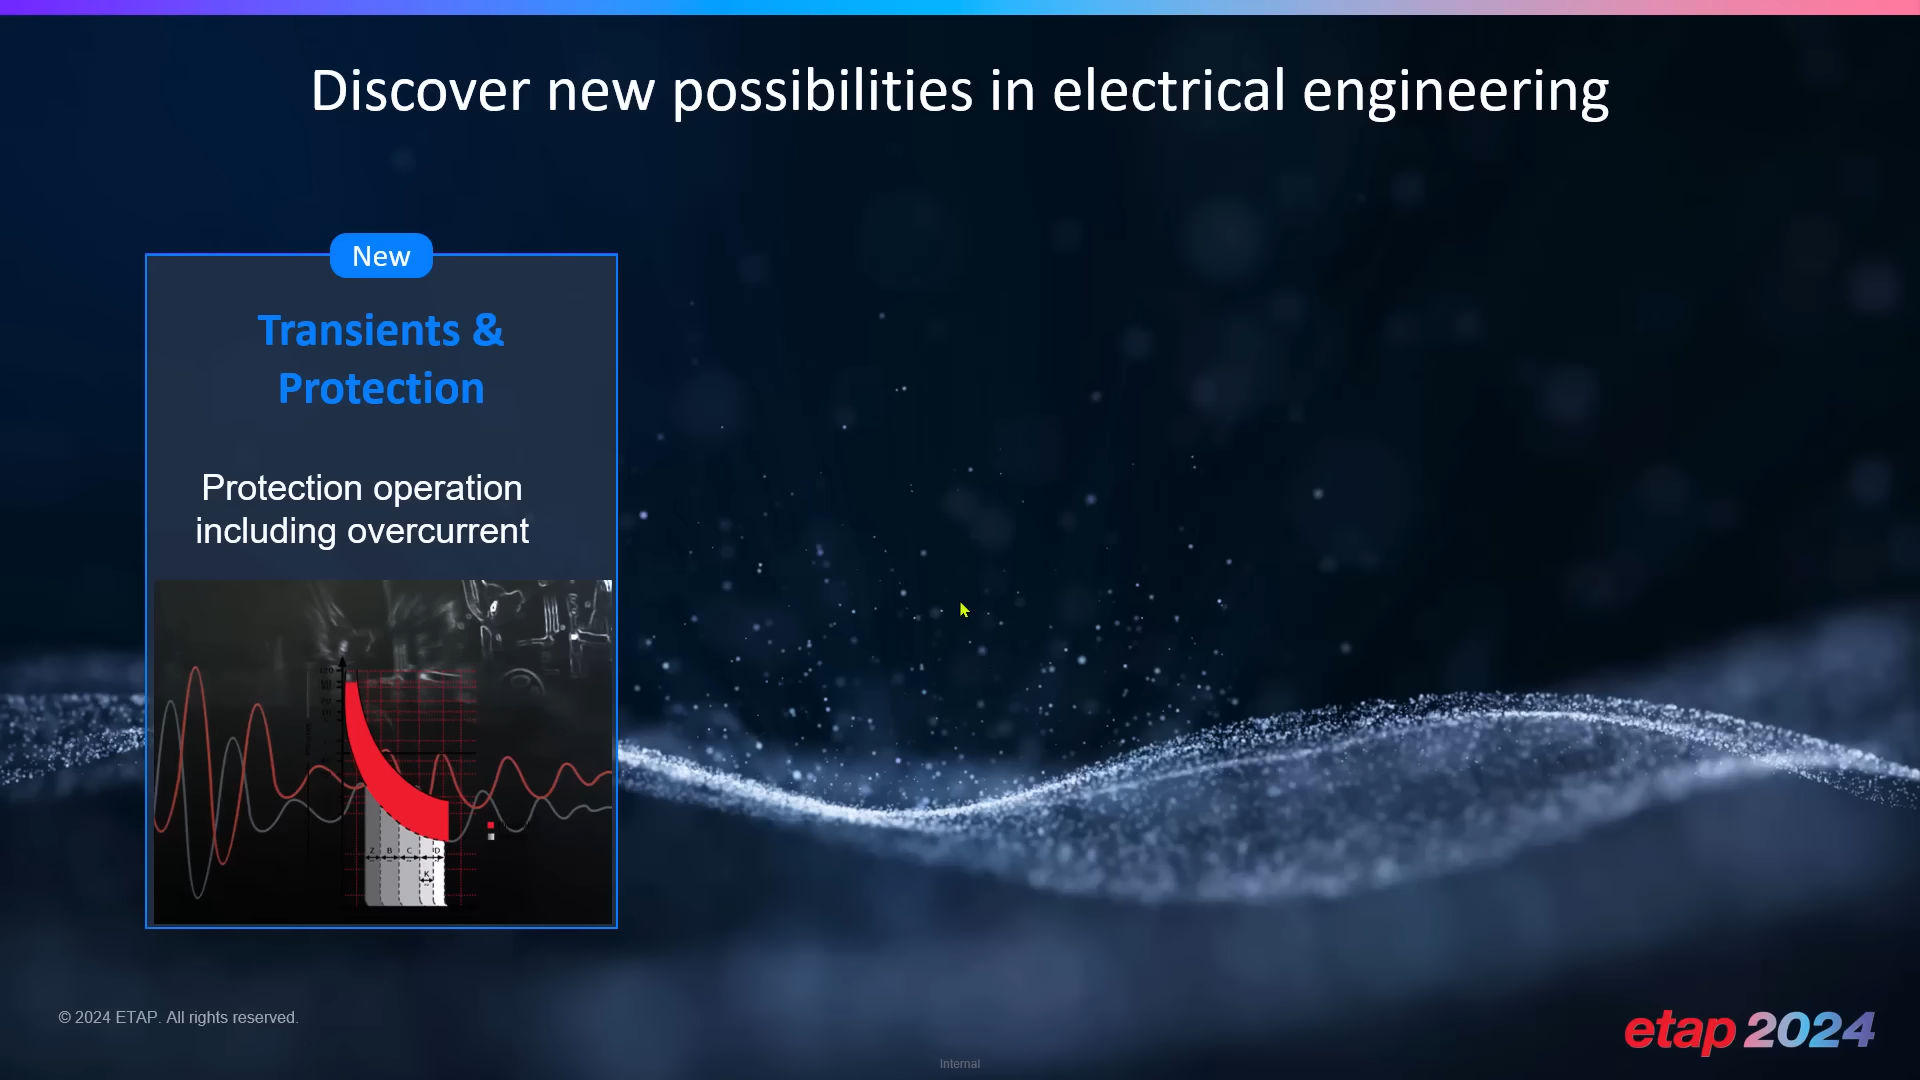 Discover new possibilities in electrical engineering
New
Transients &
Protection
Protection operation
including overcurrent
Z B C D
K
© 2024 ETAP. All rights reserved.
etap 2024
Internal